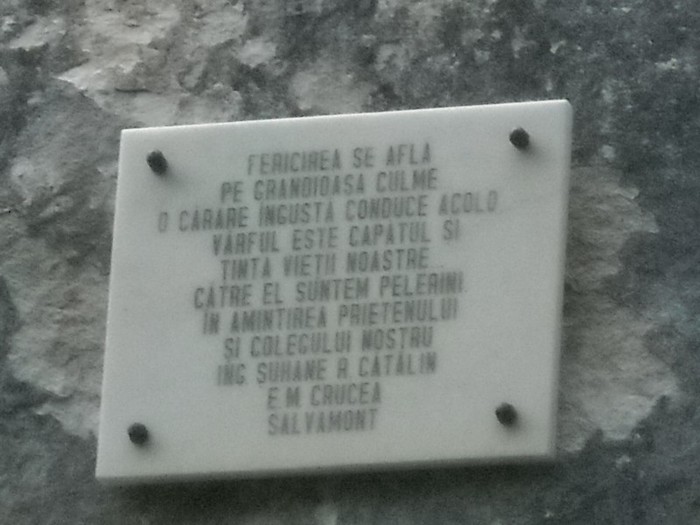 FERICIREA SE AFLA
PE GRANDIOASA CULME
O CARARE INGUSTA CONDUCE ACOLO
VARFUL ESTE CAPATUL SI
TINTA VIETII NOASTRE...
CATRE EL SUNTEM PELERINI
IN AMINTIREA PRIETENULUI
SI COLEGULUI NOSTRU
ING SUHANE R. CATALIN
E.M. CRUCEA
SALVAMONT